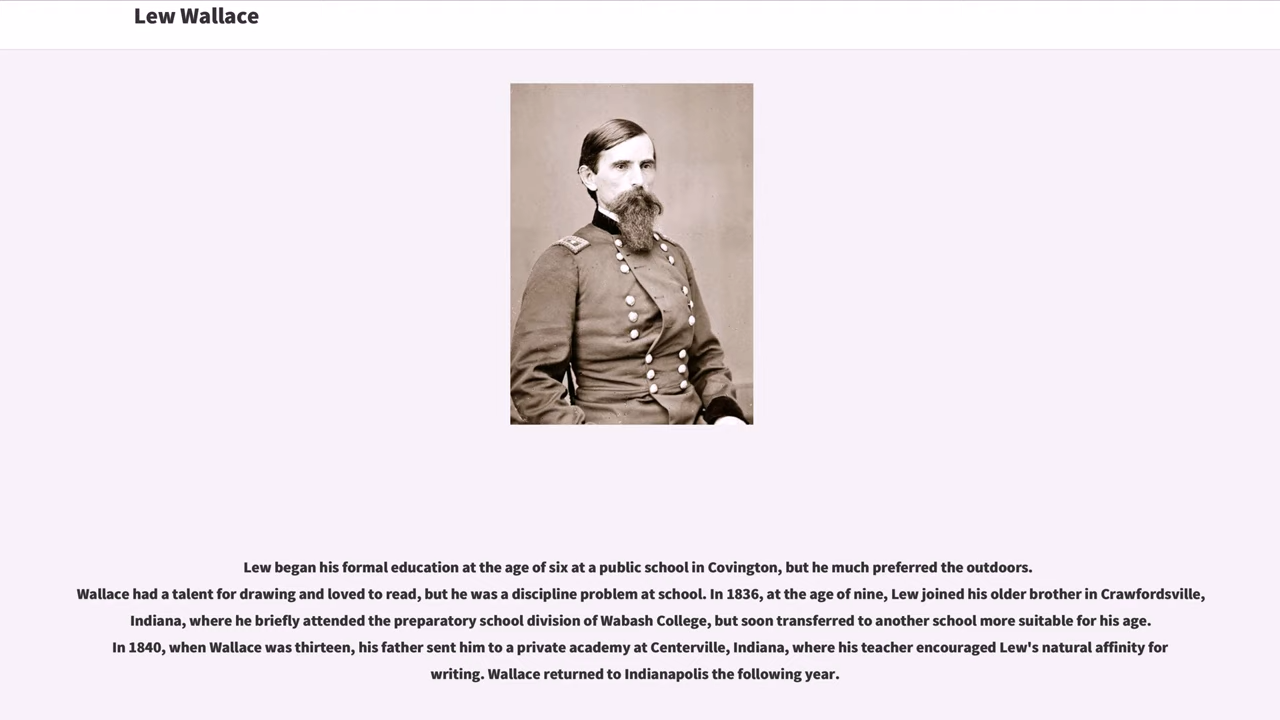 Lew Wallace
Lew began his formal education at the age of six at a public school in Covington, but he much preferred the outdoors.
Wallace had a talent for drawing and loved to read, but he was a discipline problem at school. In 1836, at the age of nine, Lew joined his older brother in Crawfordsville,
Indiana, where he briefly attended the preparatory school division of Wabash College, but soon transferred to another school more suitable for his age.
In 1840, when Wallace was thirteen, his father sent him to a private academy at Centerville, Indiana, where his teacher encouraged Lew's natural affinity for
writing. Wallace returned to Indianapolis the following year.